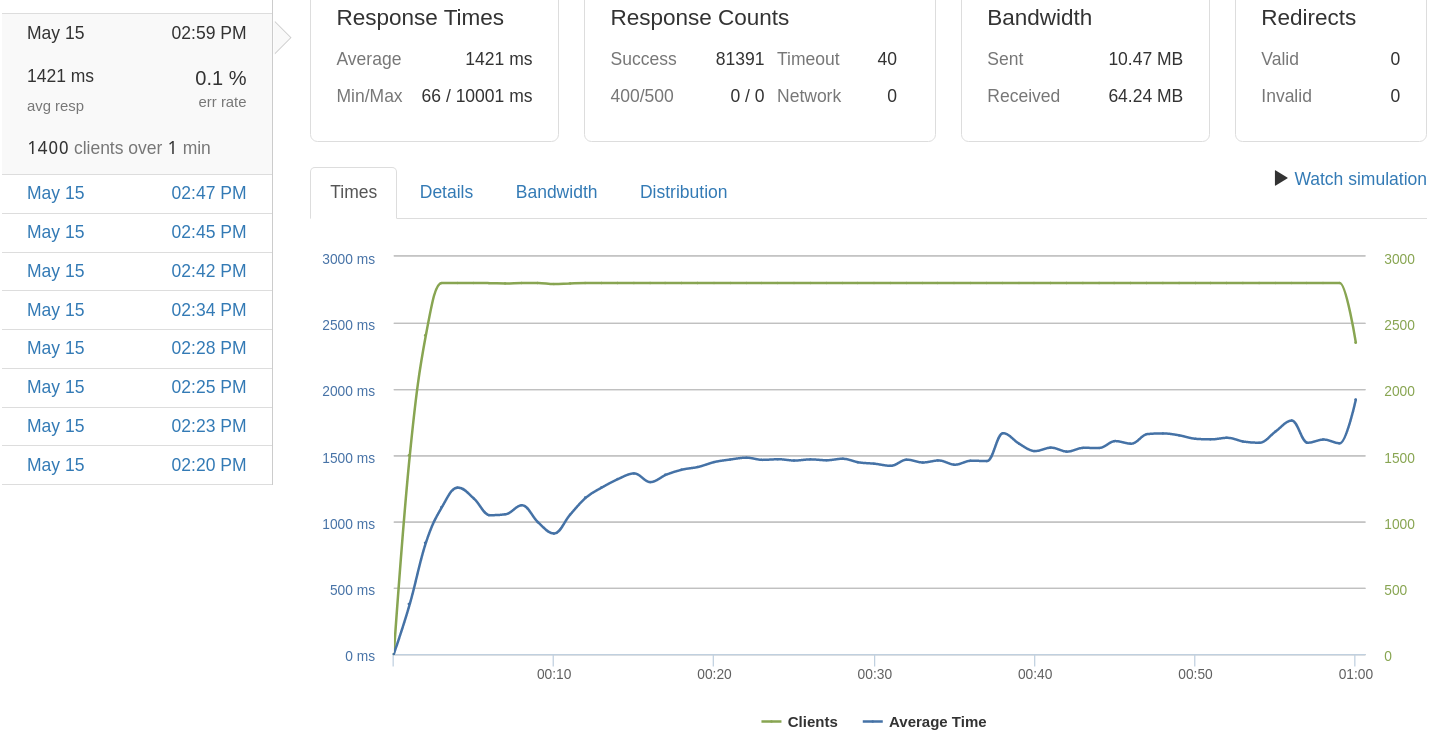 May 15 02:59 PM
1421 ms 0.1 %
avg resp err rate
1400 clients over 1 min
May 15 02:47 PM
May 15 02:45 PM
May 15 02:42 PM
May 15 02:34 PM
May 15 02:28 PM
May 15 02:25 PM
May 15 02:23 PM
May 15 02:20 PM
Response Times
Average 1421 ms
Min/Max 66 / 10001 ms
Response Counts
Success 81391 Timeout 40
400/500 0 / 0 Network 0
Bandwidth
Sent 10.47 MB
Received 64.24 MB
Redirects
Valid 0
Invalid 0
Times Details Bandwidth Distribution
Watch simulation
3000 ms 3000
2500 ms 2500
2000 ms 2000
1500 ms 1500
1000 ms 1000
500 ms 500
0 ms 0
00:10 00:20 00:30 00:40 00:50 01:00
Clients Average Time